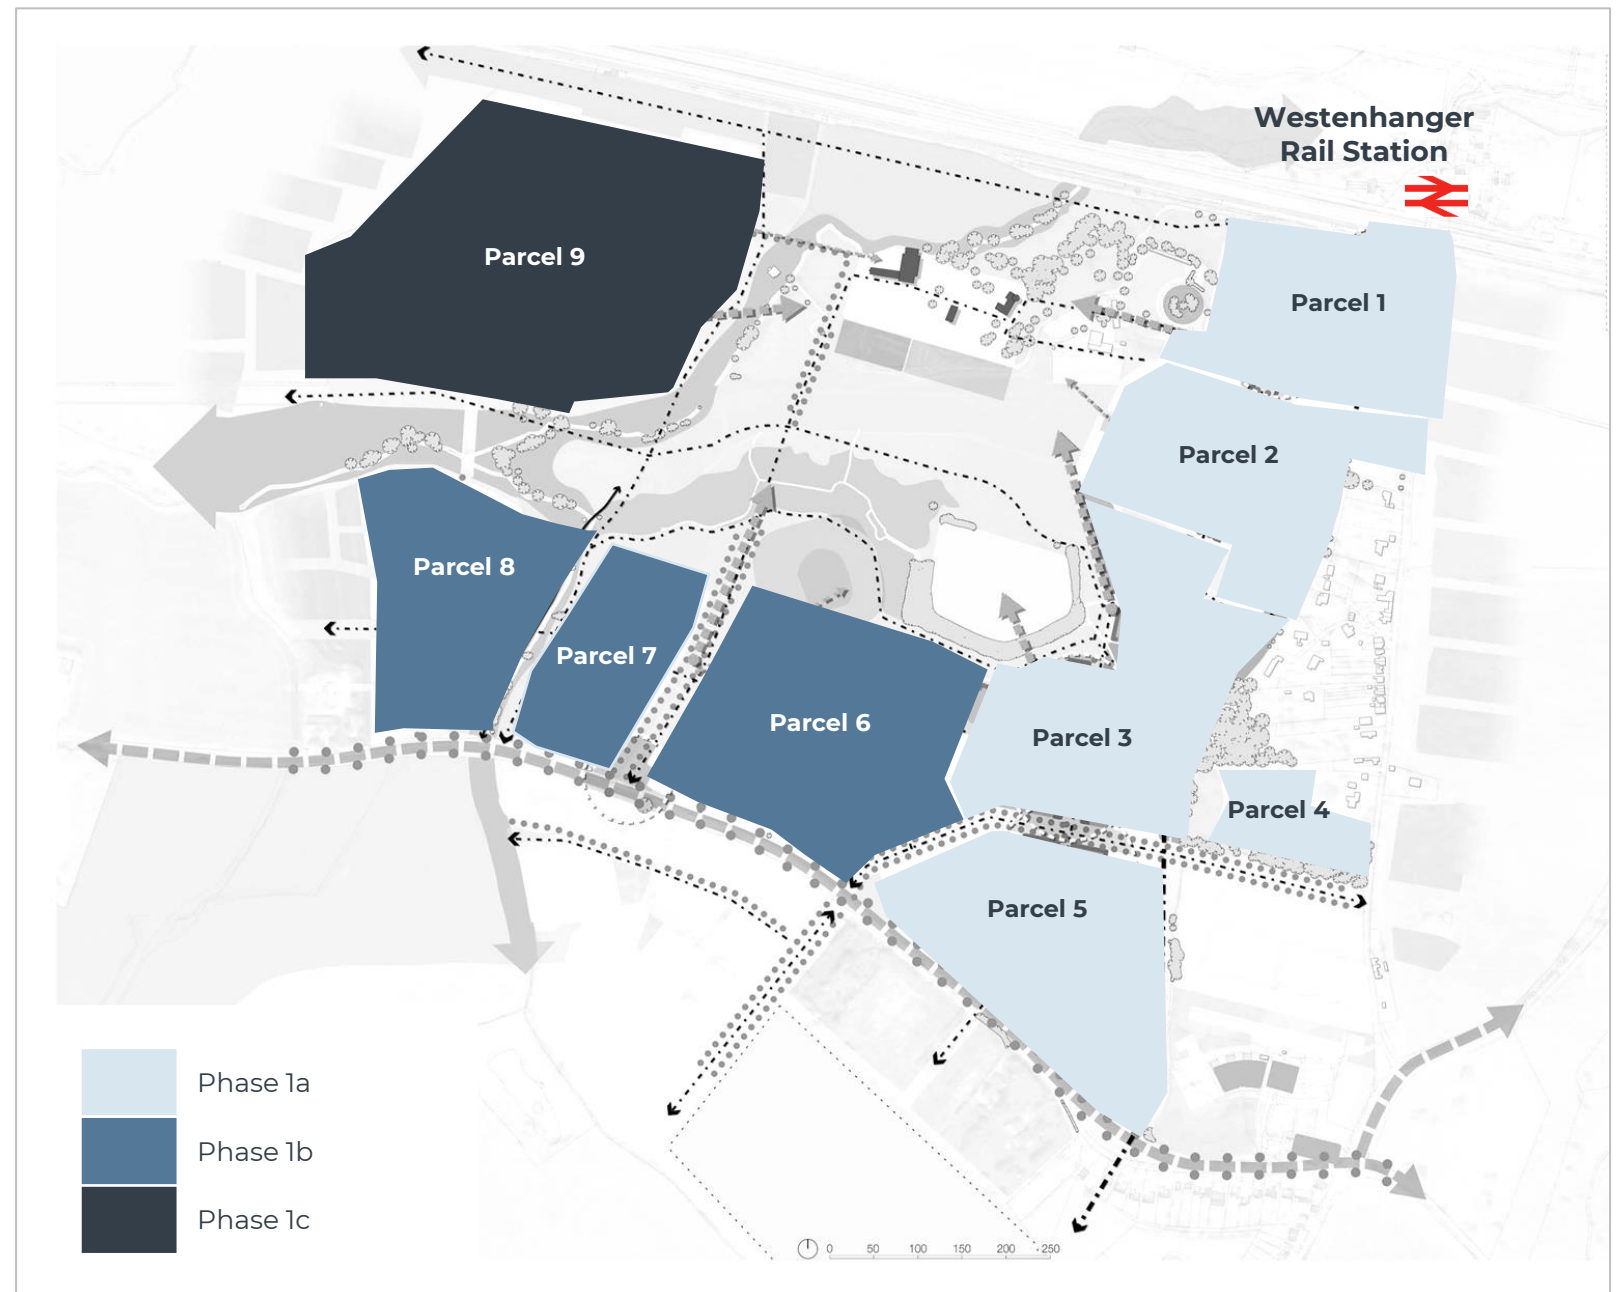 Westenhanger
Rail Station
Parcel 9
Parcel 1
Parcel 2
Parcel 8
Parcel 7
Parcel 6
Parcel 3
Parcel 4
Parcel 5
Phase 1a
Phase 1b
Phase 1c
0 50 100 150 200 250